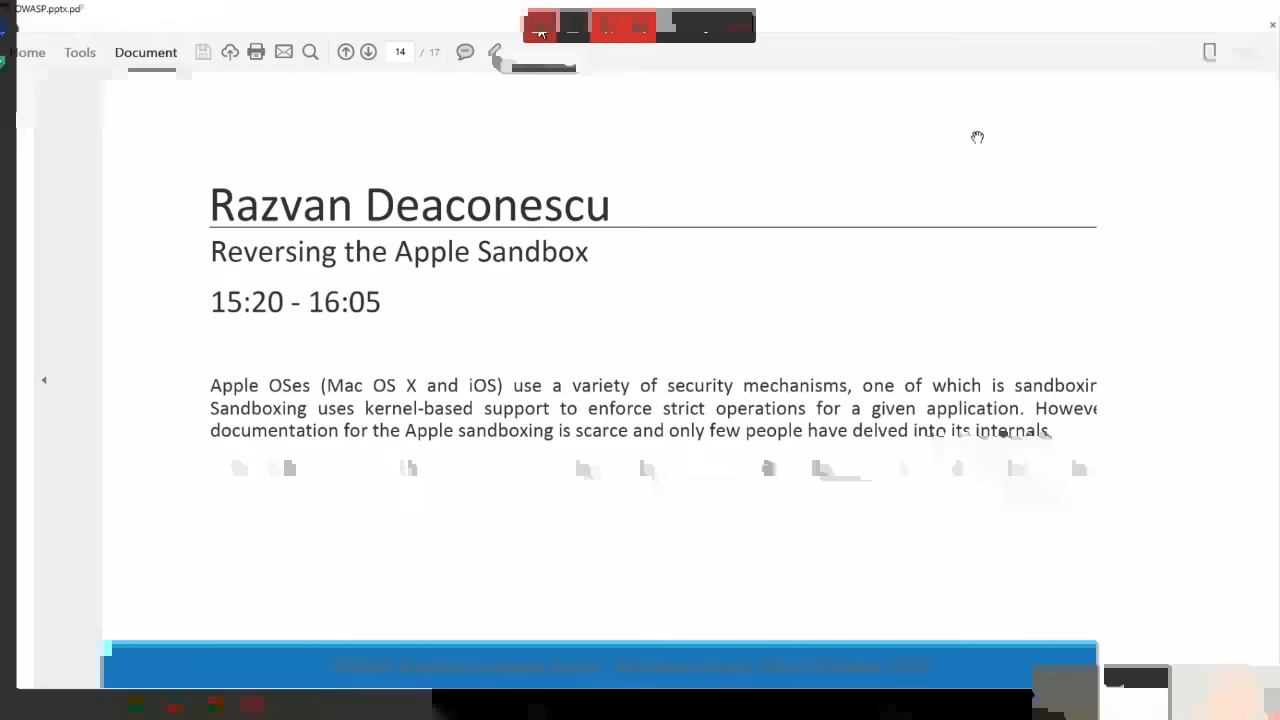 OWASP.pptx.pdf
Home Tools Document 14 / 17
Razvan Deaconescu
Reversing the Apple Sandbox
15:20 - 16:05
Apple OSes (Mac OS X and iOS) use a variety of security mechanisms, one of which is sandboxin
Sandboxing uses kernel-based support to enforce strict operations for a given application. Howeve
documentation for the Apple sandboxing is scarce and only few people have delved into its internals.